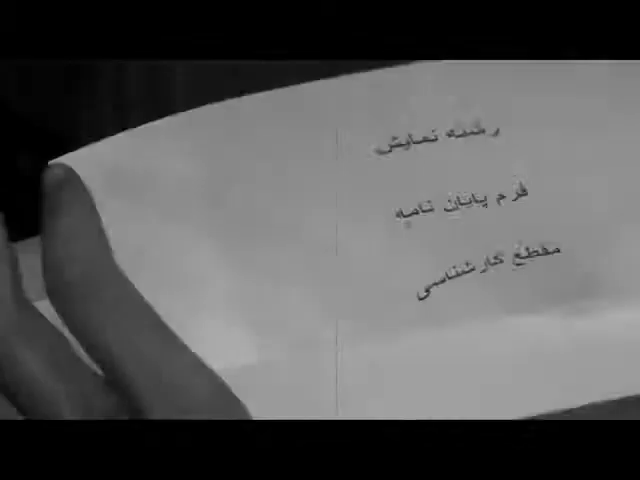 رشته نمایش
فرم پایان نامه
مقطع کارشناسی